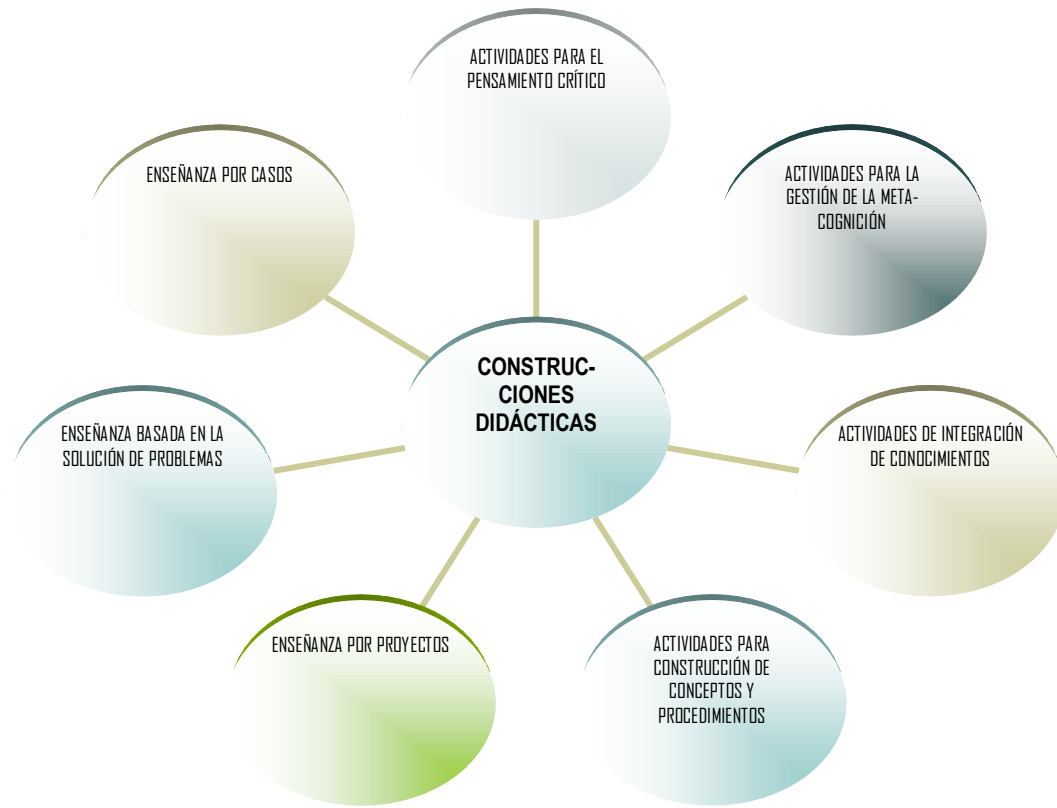 ACTIVIDADES PARA EL
PENSAMIENTO CRÍTICO
ENSEÑANZA POR CASOS
ACTIVIDADES PARA LA
GESTIÓN DE LA META-
COGNICIÓN
CONSTRUC-
CIONES
DIDÁCTICAS
ENSEÑANZA BASADA EN LA
SOLUCIÓN DE PROBLEMAS
ACTIVIDADES DE INTEGRACIÓN
DE CONOCIMIENTOS
ENSEÑANZA POR PROYECTOS
ACTIVIDADES PARA
CONSTRUCCIÓN DE
CONCEPTOS Y
PROCEDIMIENTOS